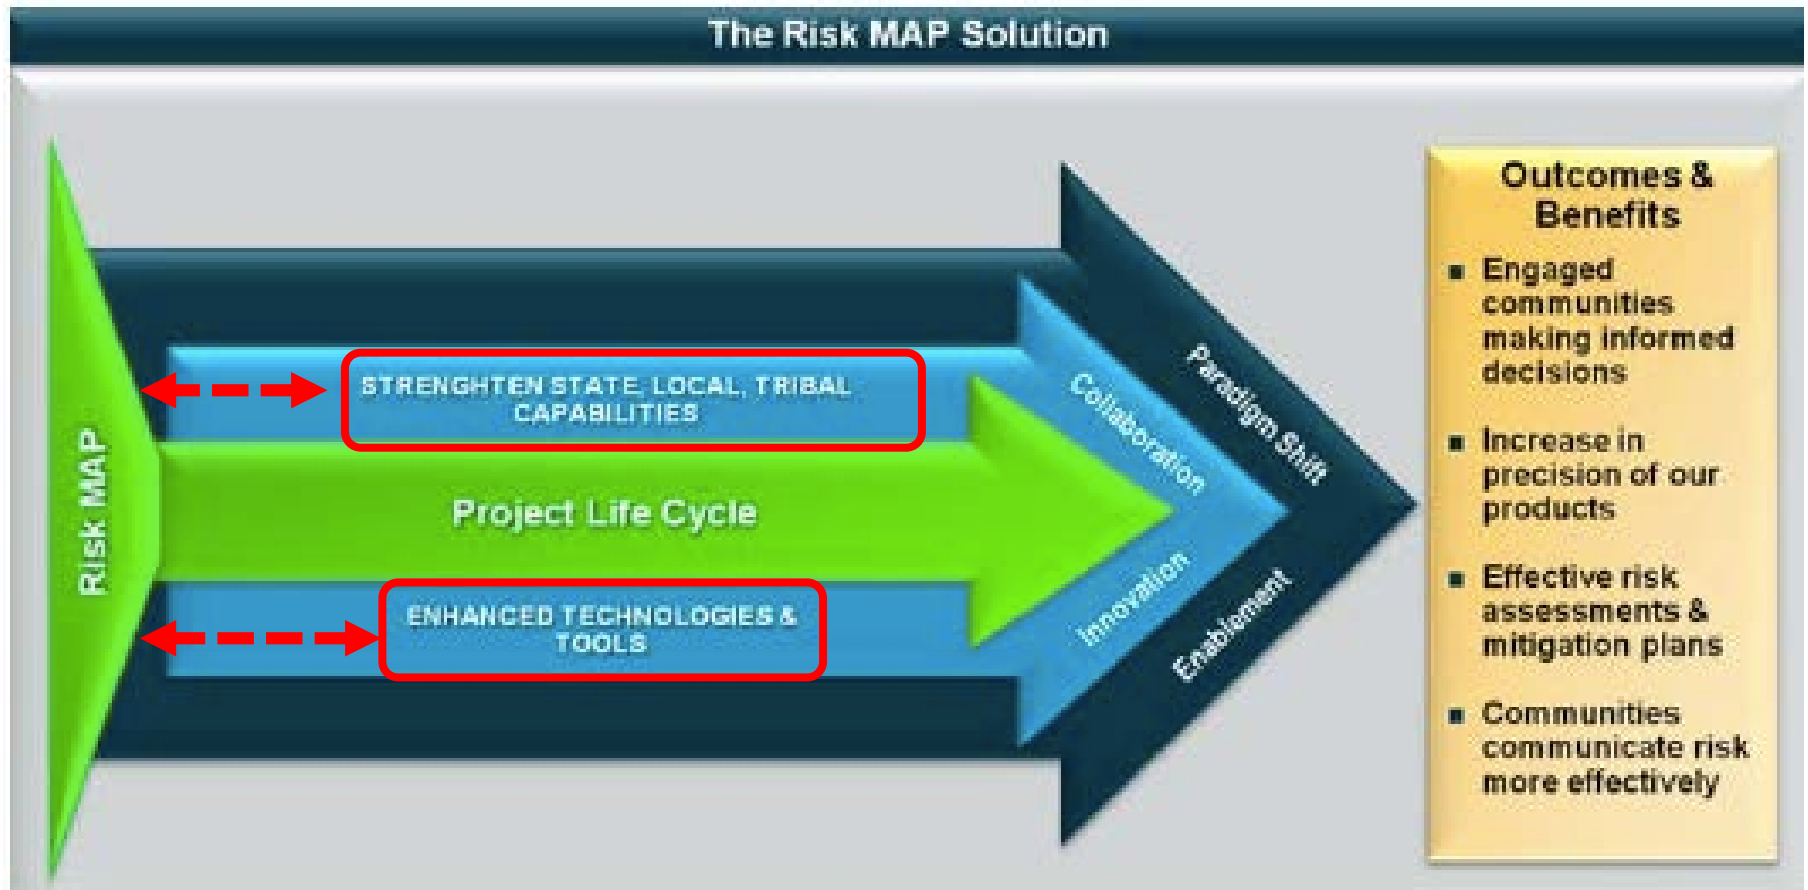 The Risk MAP Solution
Risk MAP
STRENGHTEN STATE, LOCAL, TRIBAL
CAPABILITIES
Project Life Cycle
ENHANCED TECHNOLOGIES &
TOOLS
Collaboration
Innovation
Paradigm Shift
Enablement
Outcomes &
Benefits
▪ Engaged
communities
making informed
decisions
▪ Increase in
precision of our
products
▪ Effective risk
assessments &
mitigation plans
▪ Communities
communicate risk
more effectively